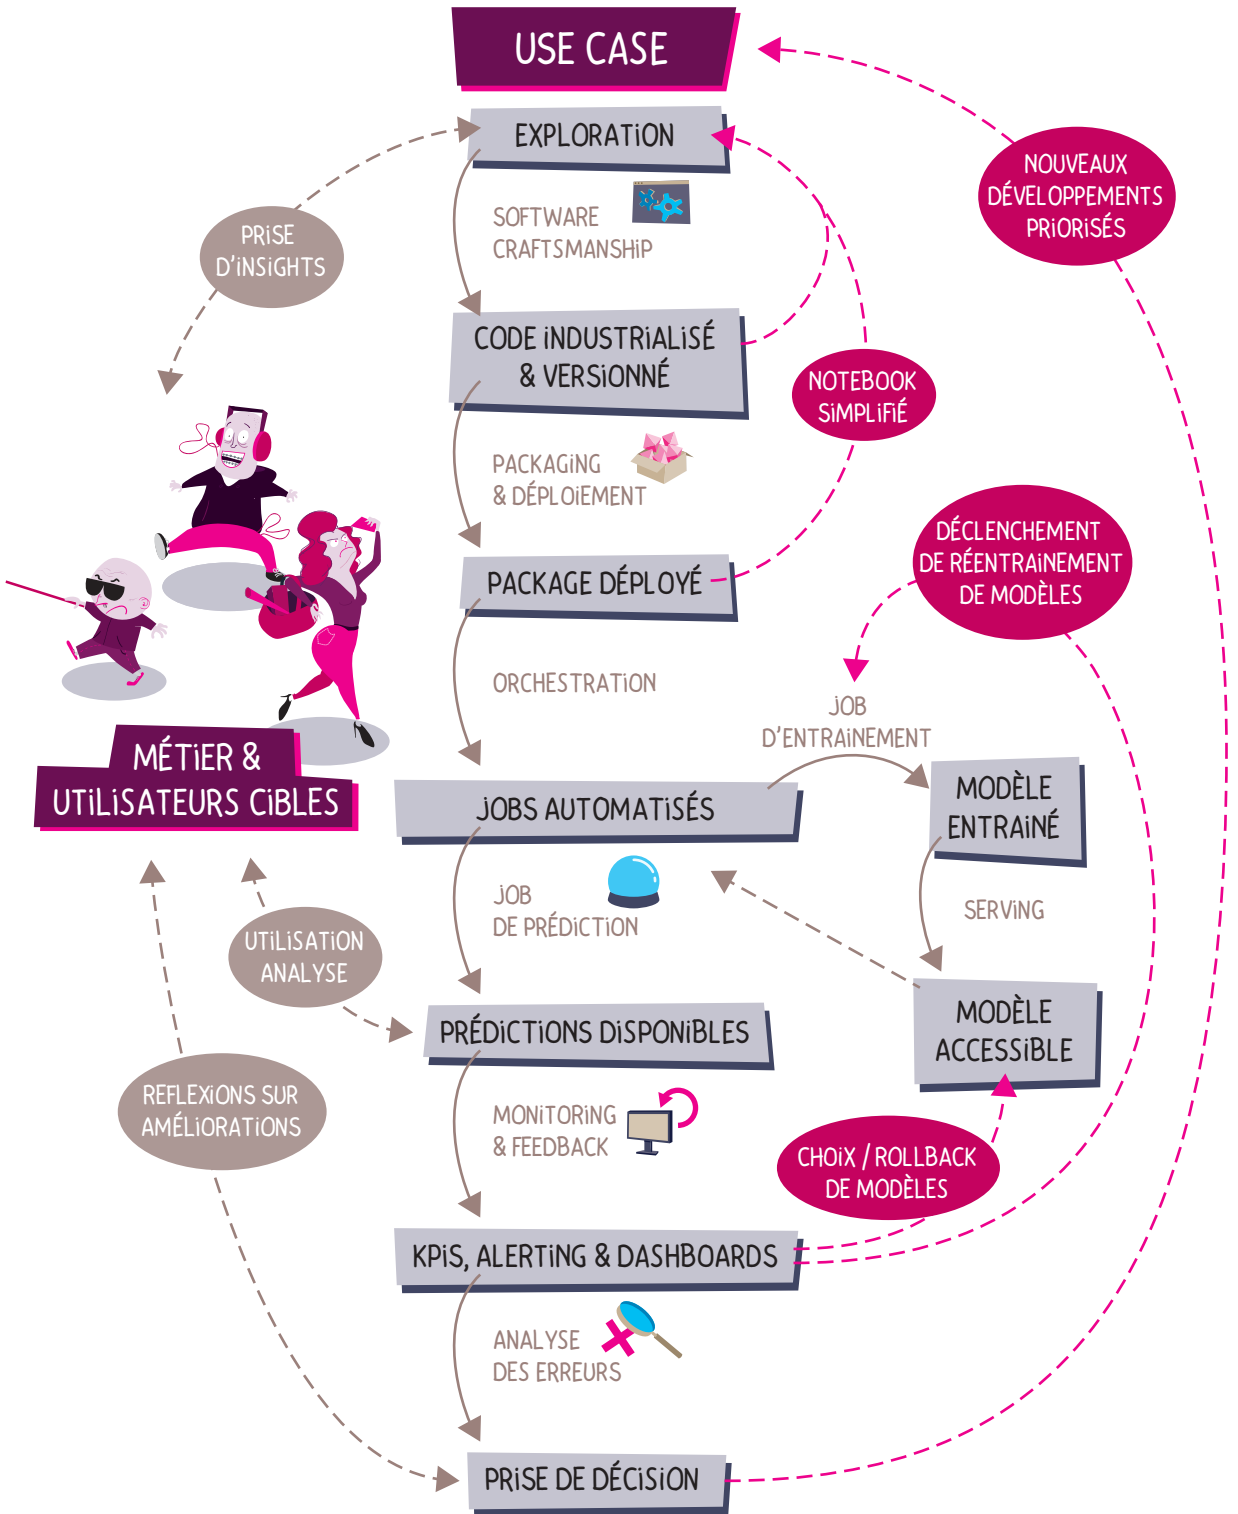 USE CASE
EXPLORATION
NOUVEAUX
DÉVELOPPEMENTS
PRIORISÉS
PRISE
D'INSIGHTS
SOFTWARE
CRAFTSMANSHIP
CODE INDUSTRIALISÉ
& VERSIONNÉ
NOTEBOOK
SIMPLIFIÉ
PACKAGING
& DÉPLOIEMENT
DÉCLENCHEMENT
DE RÉENTRAINEMENT
DE MODÈLES
PACKAGE DÉPLOYÉ
ORCHESTRATION
JOB
D'ENTRAINEMENT
MÉTIER &
UTILISATEURS CIBLES
JOBS AUTOMATISÉS
MODÈLE
ENTRAINÉ
JOB
DE PRÉDICTION
SERVING
UTILISATION
ANALYSE
PRÉDICTIONS DISPONIBLES
MODÈLE
ACCESSIBLE
REFLEXIONS SUR
AMÉLIORATIONS
MONITORING
& FEEDBACK
CHOIX / ROLLBACK
DE MODÈLES
KPIS, ALERTING & DASHBOARDS
ANALYSE
DES ERREURS
PRISE DE DÉCISION